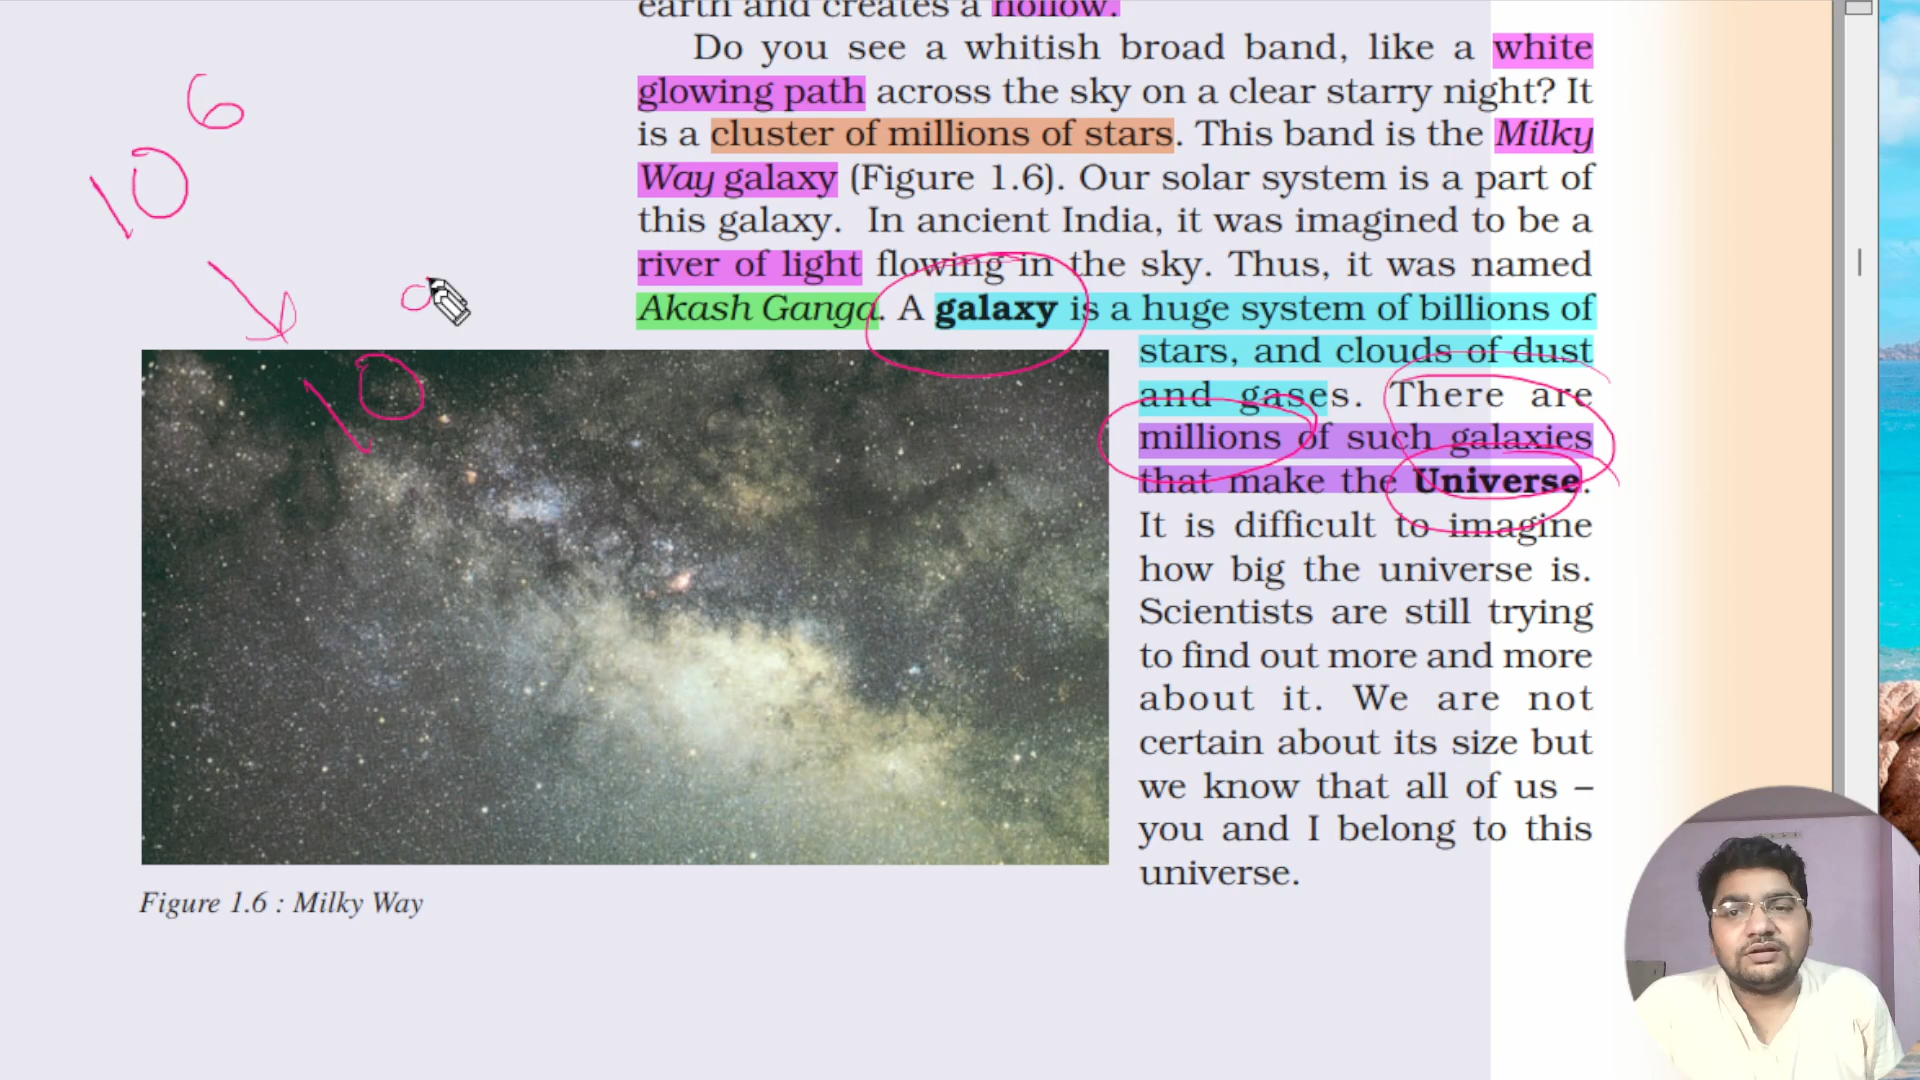 earth and creates a hollow.
Do you see a whitish broad band, like a white
glowing path across the sky on a clear starry night? It
is a cluster of millions of stars. This band is the Milky
Way galaxy (Figure 1.6). Our solar system is a part of
this galaxy. In ancient India, it was imagined to be a
river of light flowing in the sky. Thus, it was named
Akash Ganga. A galaxy is a huge system of billions of
stars, and clouds of dust
and gases. There are
millions of such galaxies
that make the Universe.
It is difficult to imagine
how big the universe is.
Scientists are still trying
to find out more and more
about it. We are not
certain about its size but
we know that all of us –
you and I belong to this
universe.
10 6
10
Figure 1.6 : Milky Way